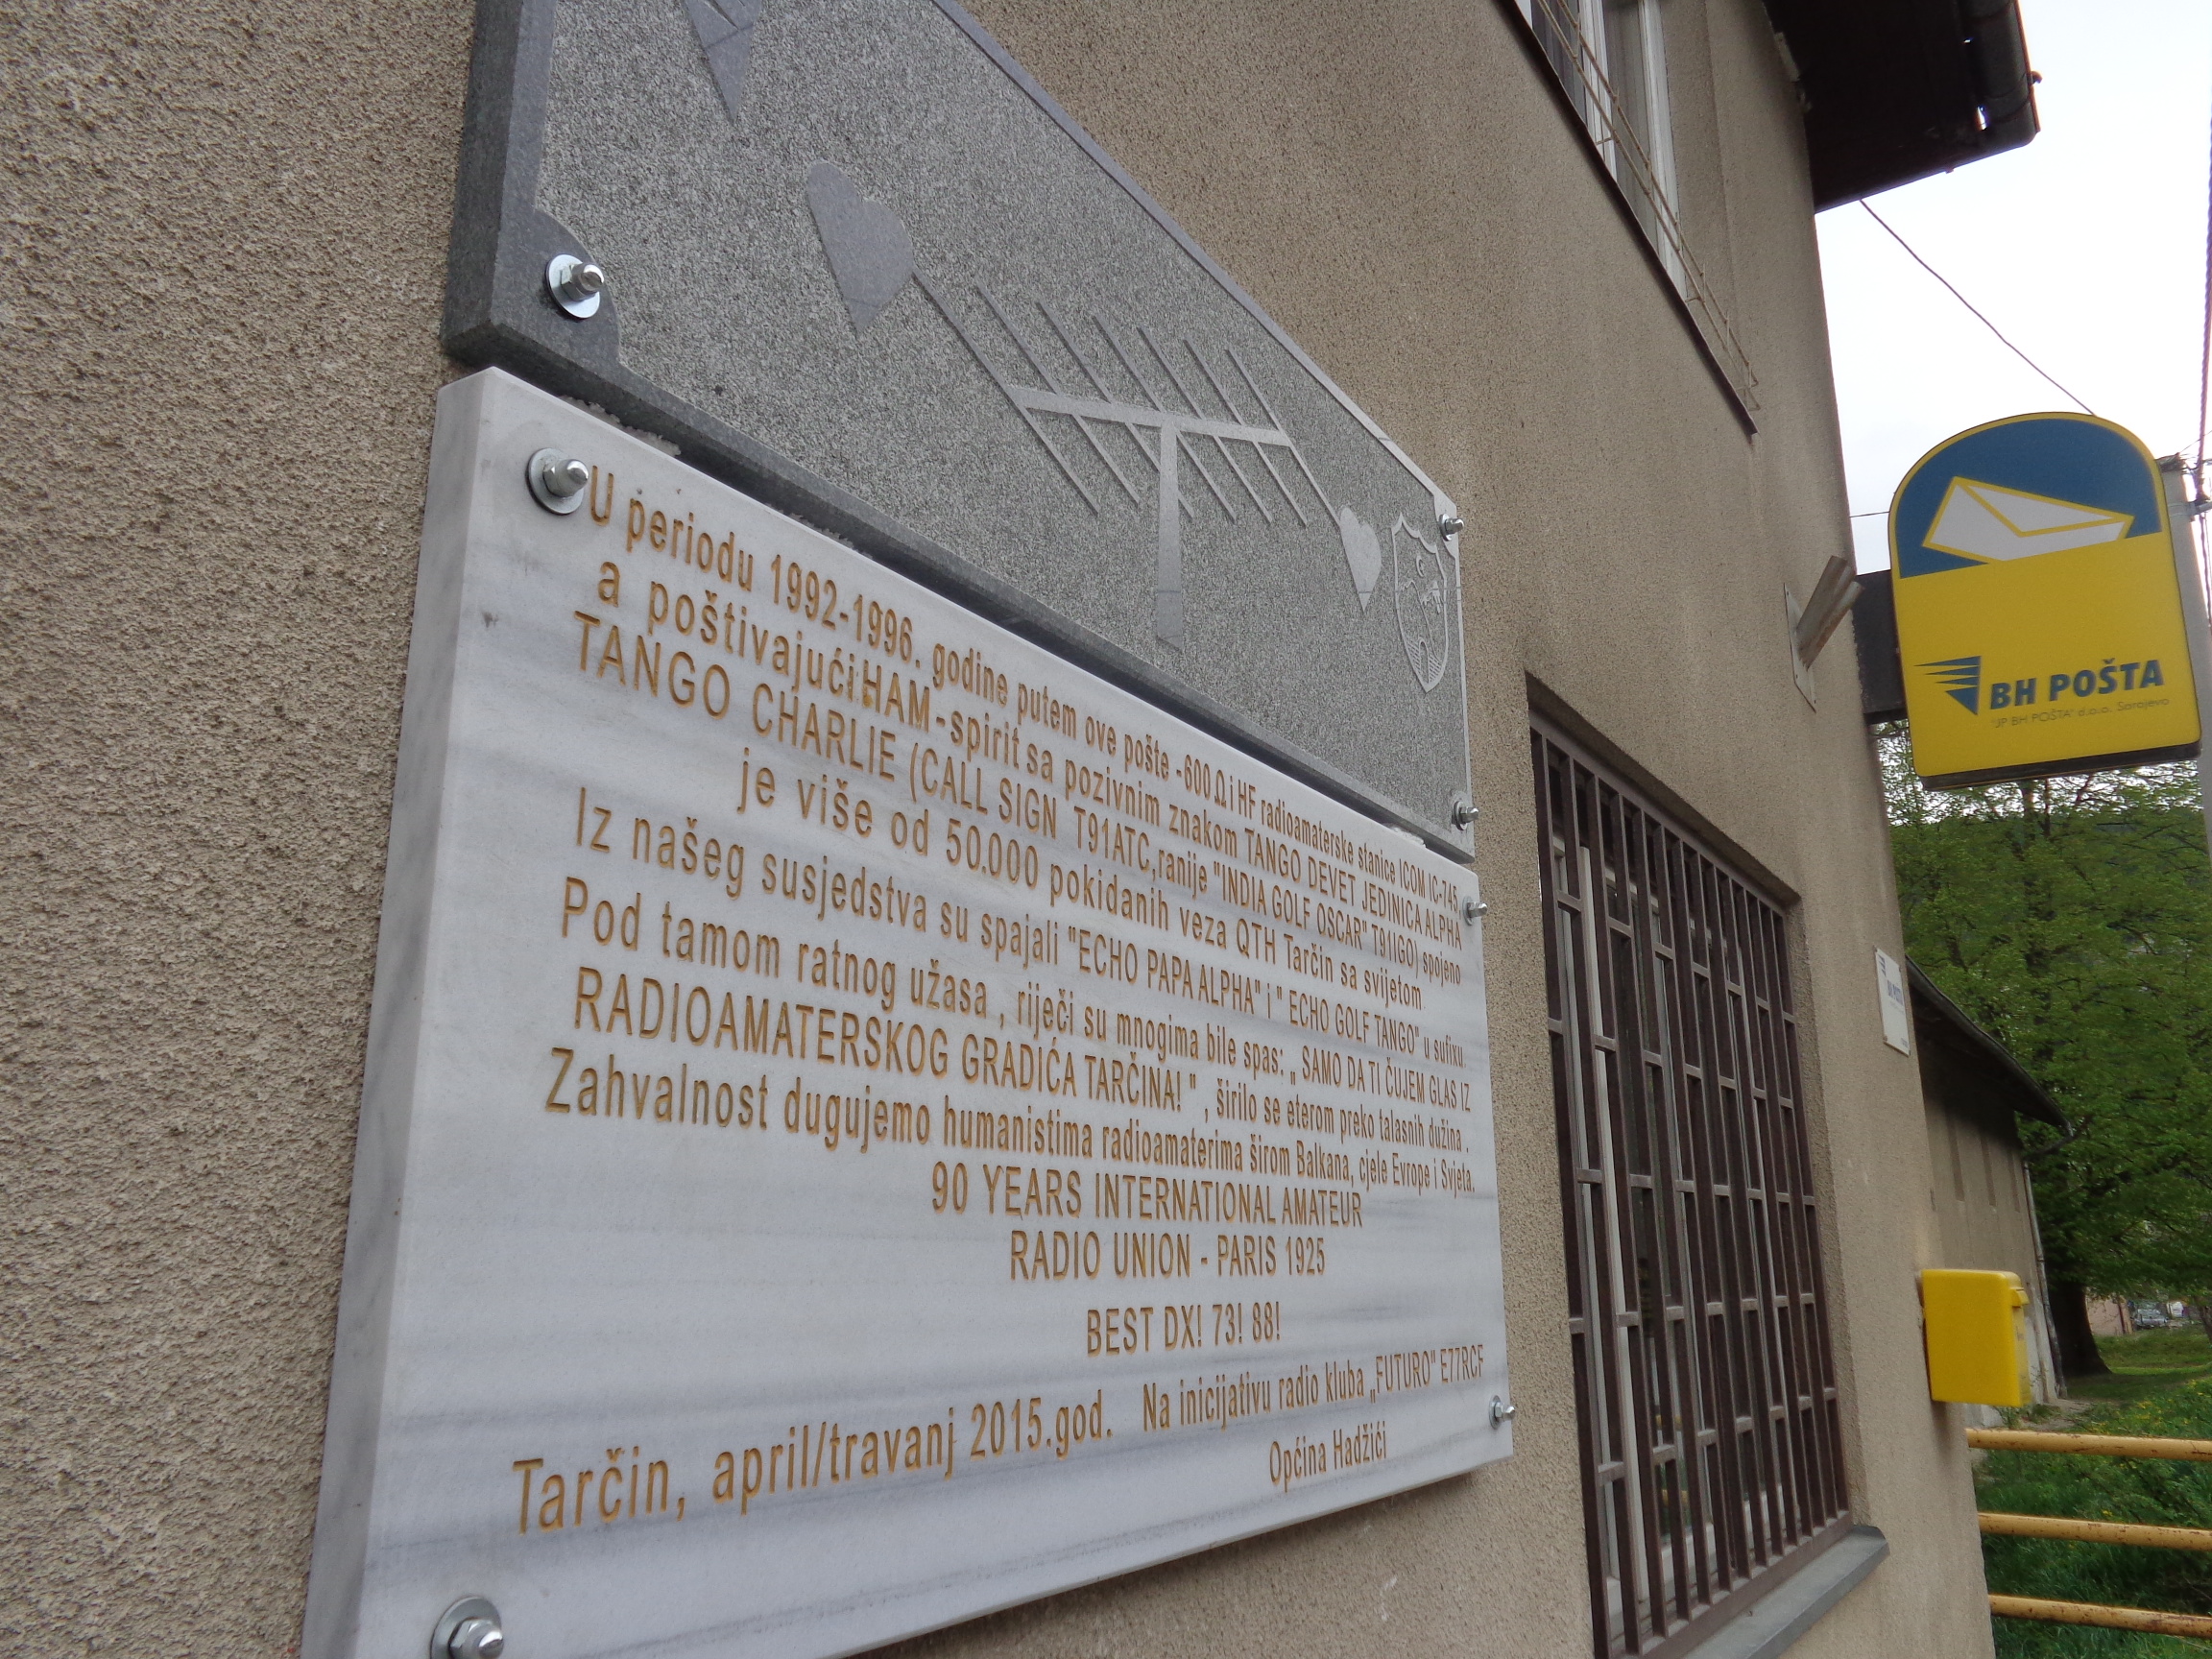 U periodu 1992-1996. godine putem ove pošte -600 Ω i HF radioamaterske stanice ICOM IC-745,
a poštivajući HAM-spirit sa pozivnim znakom TANGO DEVET JEDINICA ALPHA
TANGO CHARLIE (CALL SIGN T91ATC,ranije "INDIA GOLF OSCAR" T91IGO) spojeno
je više od 50.000 pokidanih veza QTH Tarčin sa svijetom.
Iz našeg susjedstva su spajali "ECHO PAPA ALPHA" i " ECHO GOLF TANGO" u sufixu.
Pod tamom ratnog užasa , riječi su mnogima bile spas: „ SAMO DA TI ČUJEM GLAS IZ
RADIOAMATERSKOG GRADIĆA TARČINA! " , širilo se eterom preko talasnih dužina .
Zahvalnost dugujemo humanistima radioamaterima širom Balkana, cjele Evrope i Svjeta.
90 YEARS INTERNATIONAL AMATEUR
RADIO UNION - PARIS 1925
BEST DX! 73! 88!
Tarčin, april/travanj 2015.god. Na inicijativu radio kluba „FUTURO" E77RCF
Općina Hadžići
BH POŠTA
"JP BH POŠTA" d.o.o. Sarajevo